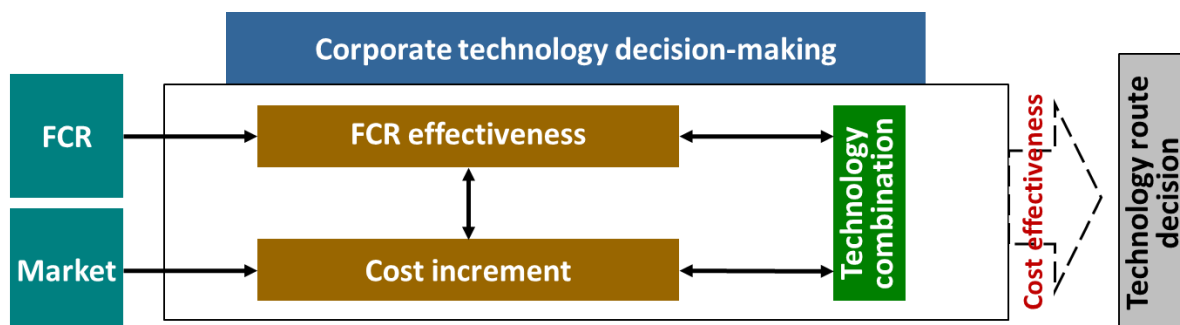 Corporate technology decision-making
FCR
FCR effectiveness
Market
Cost increment
Technology
combination
Cost effectiveness
Technology route
decision